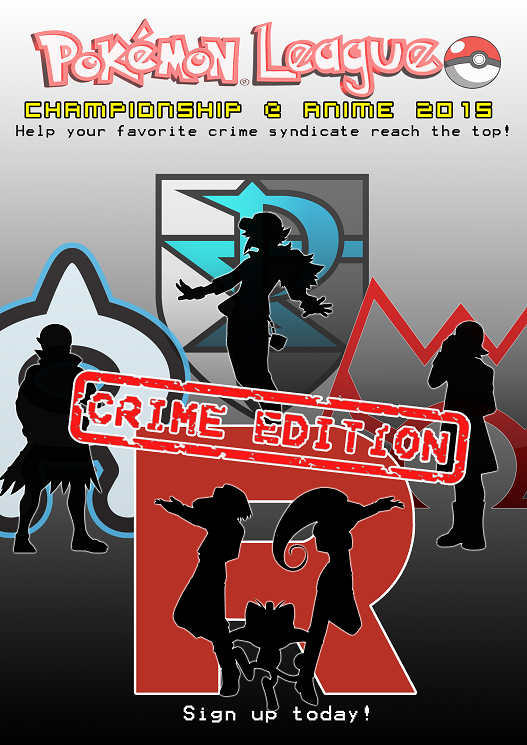 Pokémon® League
CHAMPIONSHIP @ ANIME 2015
Help your favorite crime syndicate reach the top!
CRIME EDITION
R
Sign up today!